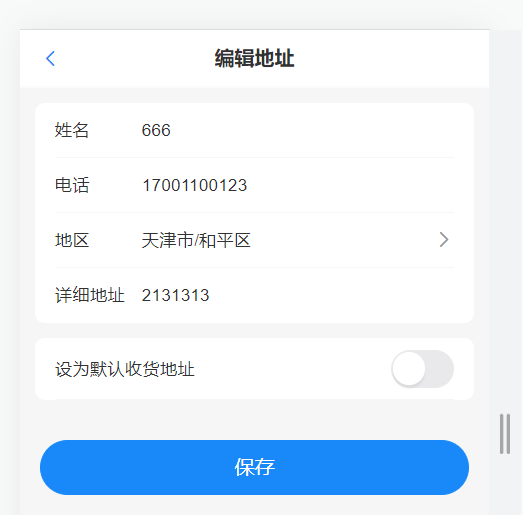 编辑地址
姓名 666
电话 17001100123
地区 天津市/和平区
详细地址 2131313
设为默认收货地址
保存